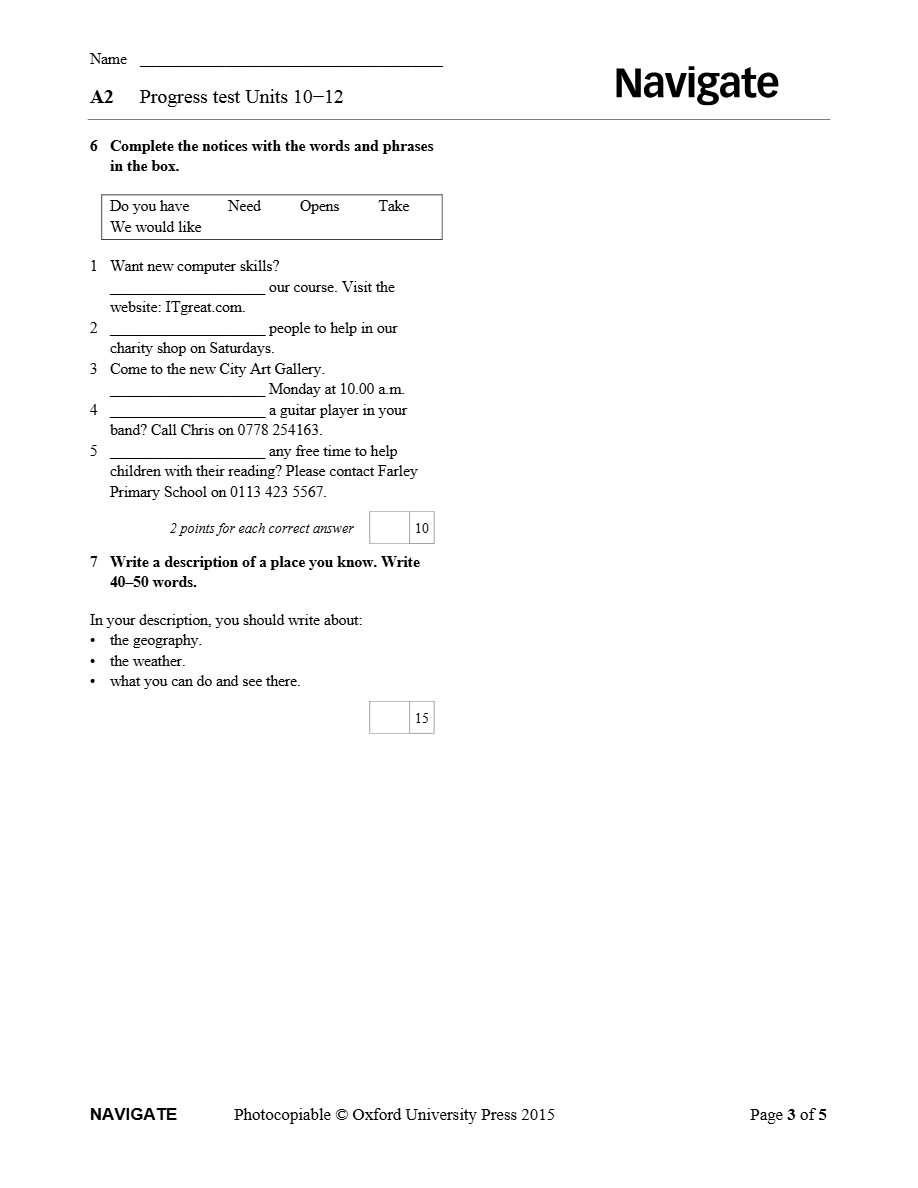 Name ______________________________________
Navigate
A2 Progress test Units 10−12
6 Complete the notices with the words and phrases
in the box.
Do you have Need Opens Take
We would like
1 Want new computer skills?
____________________ our course. Visit the
website: ITgreat.com.
2 ____________________ people to help in our
charity shop on Saturdays.
3 Come to the new City Art Gallery.
____________________ Monday at 10.00 a.m.
4 ____________________ a guitar player in your
band? Call Chris on 0778 254163.
5 ____________________ any free time to help
children with their reading? Please contact Farley
Primary School on 0113 423 5567.
2 points for each correct answer 10
7 Write a description of a place you know. Write
40–50 words.
In your description, you should write about:
• the geography.
• the weather.
• what you can do and see there.
15
NAVIGATE Photocopiable © Oxford University Press 2015 Page 3 of 5